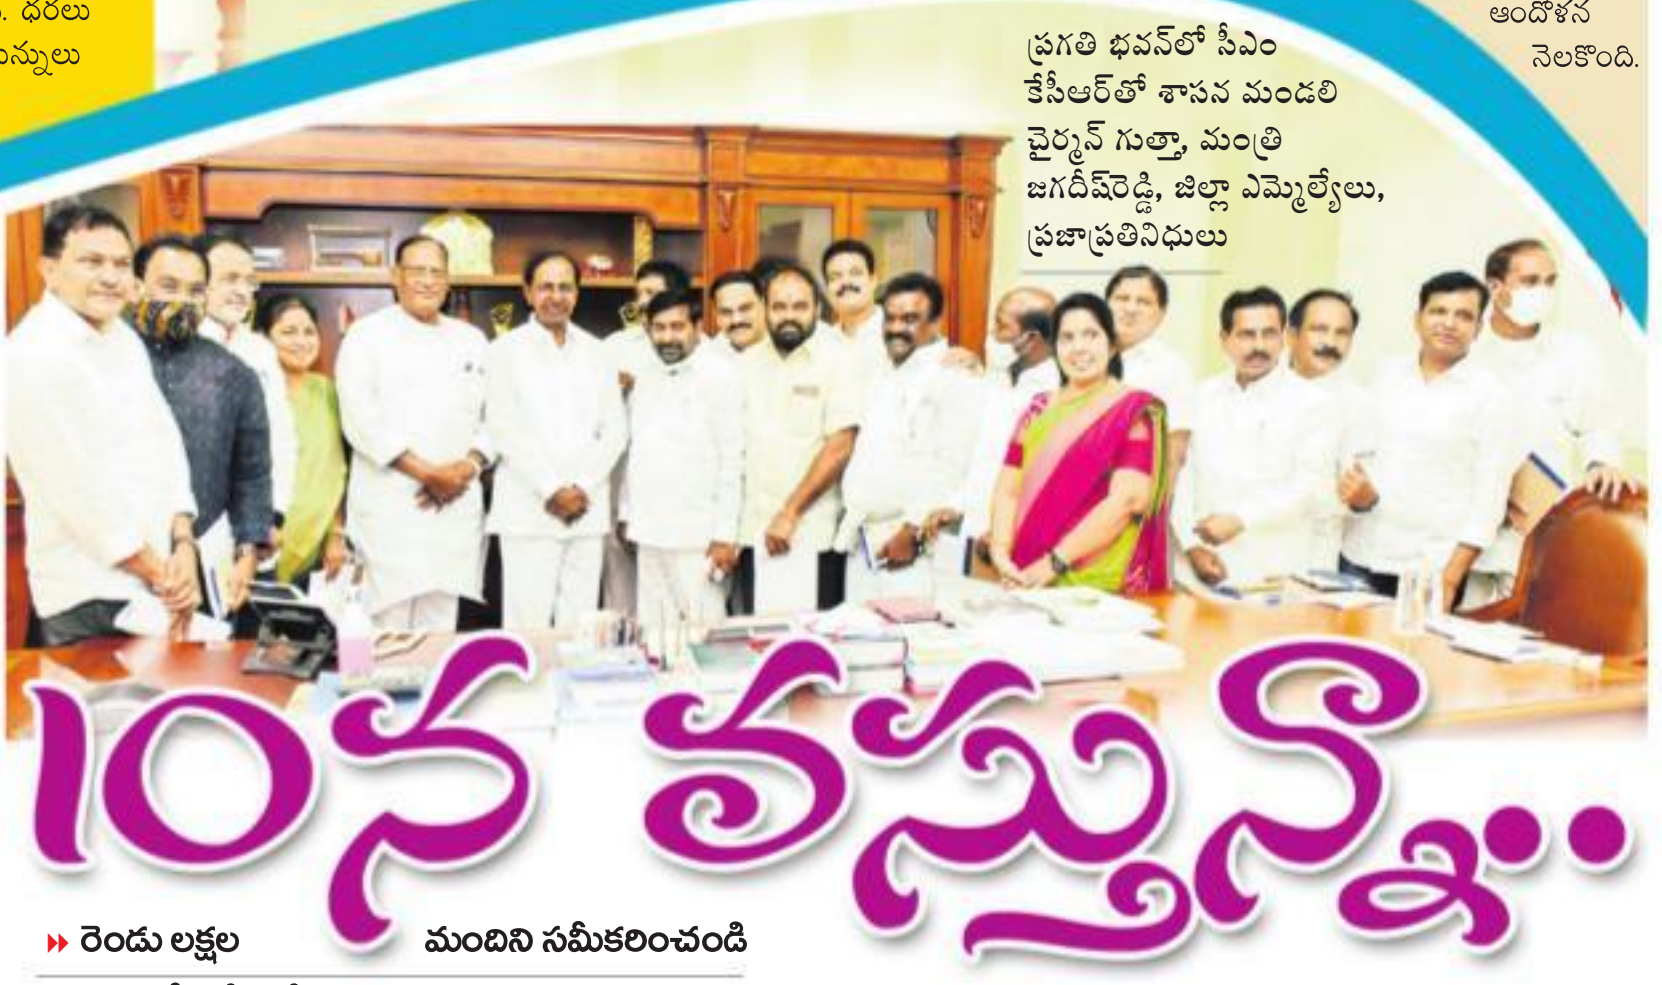 ధరలు
ఆందోళన
నెలకొంది.
ప్రగతి భవన్‌లో సీఎం
కేసీఆర్‌తో శాసన మండలి
చైర్మన్ గుత్తా, మంత్రి
జగదీష్‌రెడ్డి, జిల్లా ఎమ్మెల్యేలు,
ప్రజాప్రతినిధులు
10న వస్తున్నా..
రెండు లక్షల మందిని సమీకరించండి